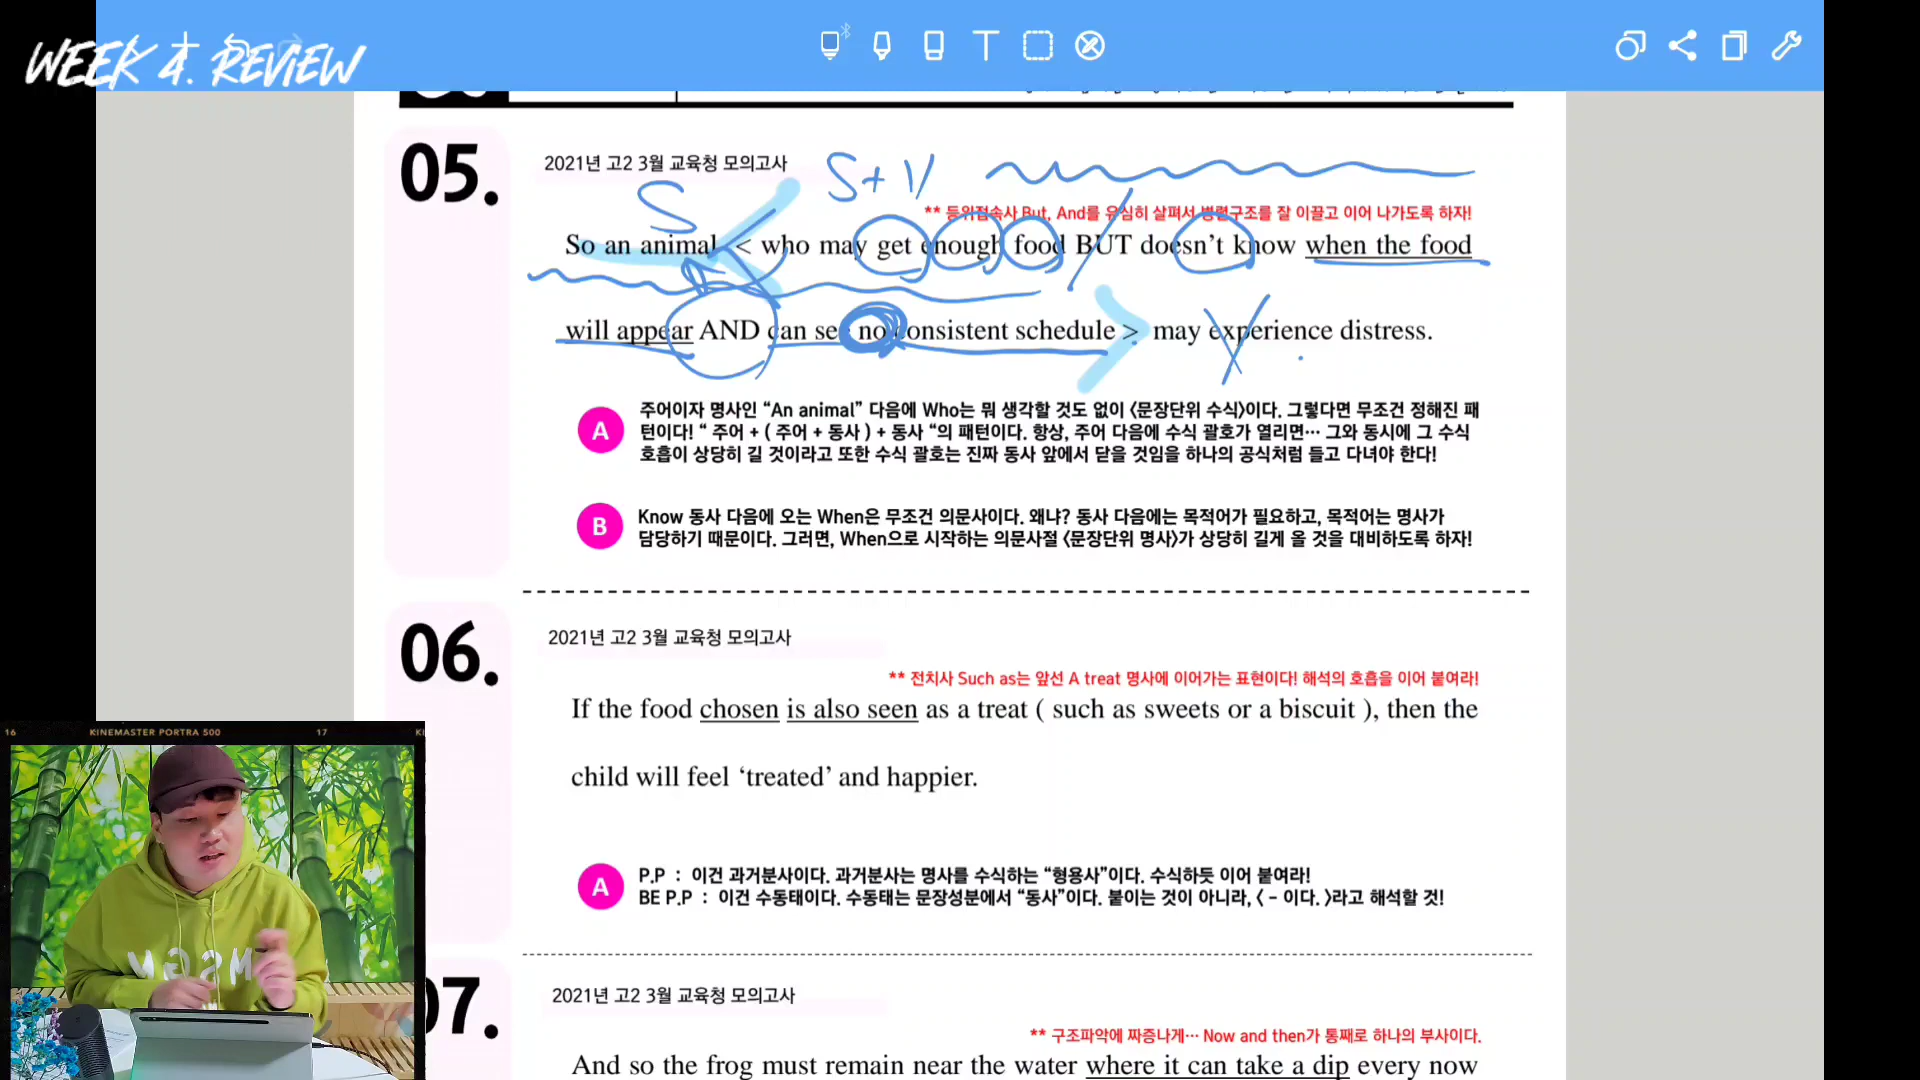 WEEK 4. REVIEW
05.
2021년 고2 3월 교육청 모의고사
S
S + V
** 등위접속사 But, And를 유심히 살펴서 병렬구조를 잘 이끌고 이어 나가도록 하자!
So an animal < who may get enough food BUT doesn't know when the food
will appear AND can see no consistent schedule > may experience distress.
V
A
주어이자 명사인 “An animal” 다음에 Who는 뭐 생각할 것도 없이 〈문장단위 수식〉이다. 그렇다면 무조건 정해진 패
턴이다! “ 주어 + ( 주어 + 동사 ) + 동사 “의 패턴이다. 항상, 주어 다음에 수식 괄호가 열리면… 그와 동시에 그 수식
호흡이 상당히 길 것이라고 또한 수식 괄호는 진짜 동사 앞에서 닫을 것임을 하나의 공식처럼 들고 다녀야 한다!
B
Know 동사 다음에 오는 When은 무조건 의문사이다. 왜냐? 동사 다음에는 목적어가 필요하고, 목적어는 명사가
담당하기 때문이다. 그러면, When으로 시작하는 의문사절 〈문장단위 명사〉가 상당히 길게 올 것을 대비하도록 하자!
06.
2021년 고2 3월 교육청 모의고사
** 전치사 Such as는 앞선 A treat 명사에 이어가는 표현이다! 해석의 호흡을 이어 붙여라!
If the food chosen is also seen as a treat ( such as sweets or a biscuit ), then the
child will feel ‘treated’ and happier.
A
P.P : 이건 과거분사이다. 과거분사는 명사를 수식하는 “형용사”이다. 수식하듯 이어 붙여라!
BE P.P : 이건 수동태이다. 수동태는 문장성분에서 “동사”이다. 붙이는 것이 아니라, 〈 – 이다. 〉라고 해석할 것!
07.
2021년 고2 3월 교육청 모의고사
** 구조파악에 짜증나게… Now and then가 통째로 하나의 부사이다.
And so the frog must remain near the water where it can take a dip every now
16 KINEMASTER PORTRA 500 17 KI